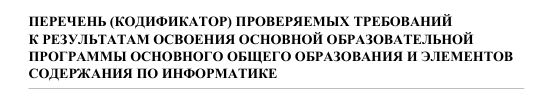 ПЕРЕЧЕНЬ (КОДИФИКАТОР) ПРОВЕРЯЕМЫХ ТРЕБОВАНИЙ
К РЕЗУЛЬТАТАМ ОСВОЕНИЯ ОСНОВНОЙ ОБРАЗОВАТЕЛЬНОЙ
ПРОГРАММЫ ОСНОВНОГО ОБЩЕГО ОБРАЗОВАНИЯ И ЭЛЕМЕНТОВ
СОДЕРЖАНИЯ ПО ИНФОРМАТИКЕ